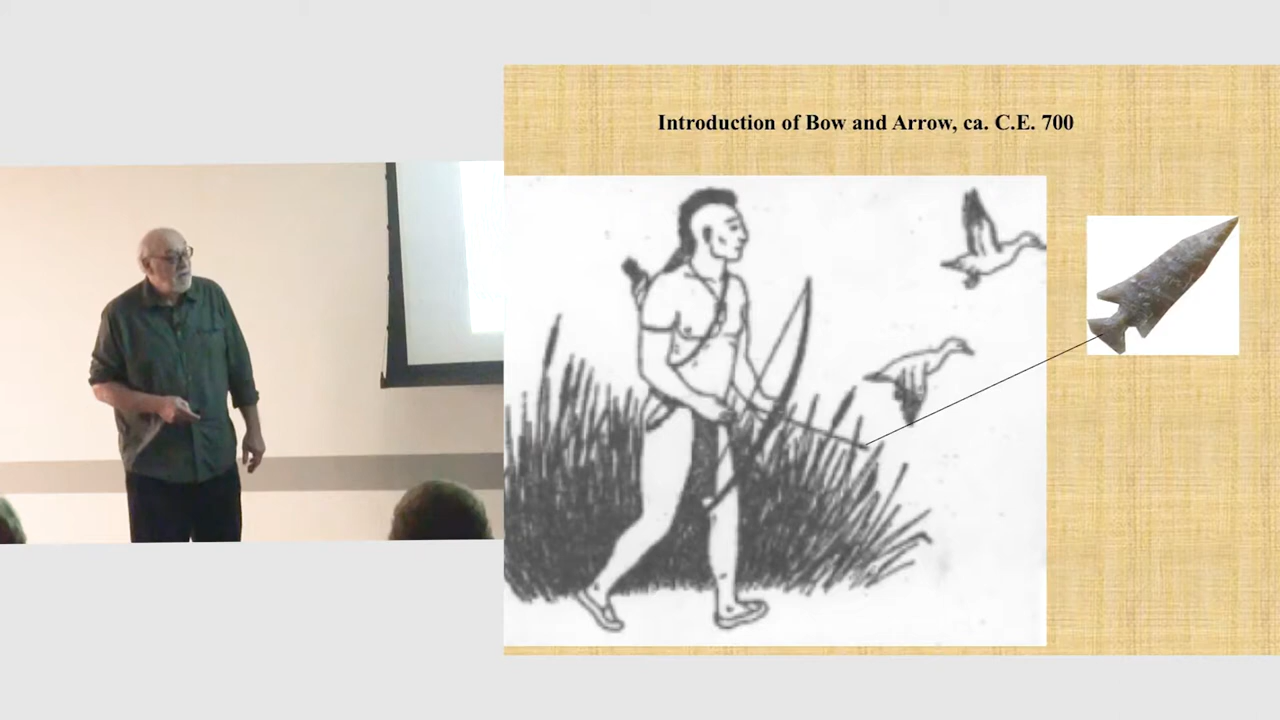 Introduction of Bow and Arrow, ca. C.E. 700